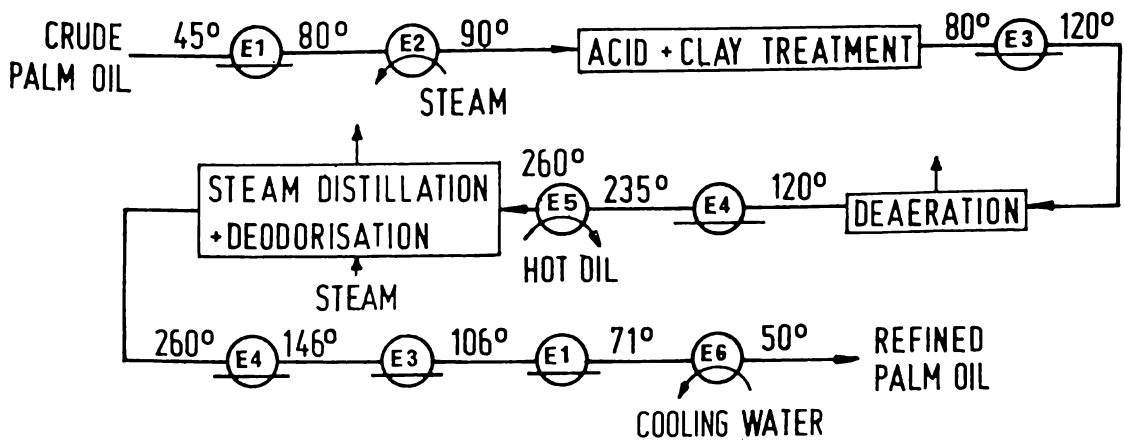 CRUDE
PALM OIL
45°
E1
80°
E2
90°
STEAM
ACID + CLAY TREATMENT
80°
E3
120°
DEAERATION
120°
E4
235°
260°
E5
HOT OIL
STEAM DISTILLATION
+DEODORISATION
STEAM
260°
E4
146°
E3
106°
E1
71°
E6
50°
COOLING WATER
REFINED
PALM OIL